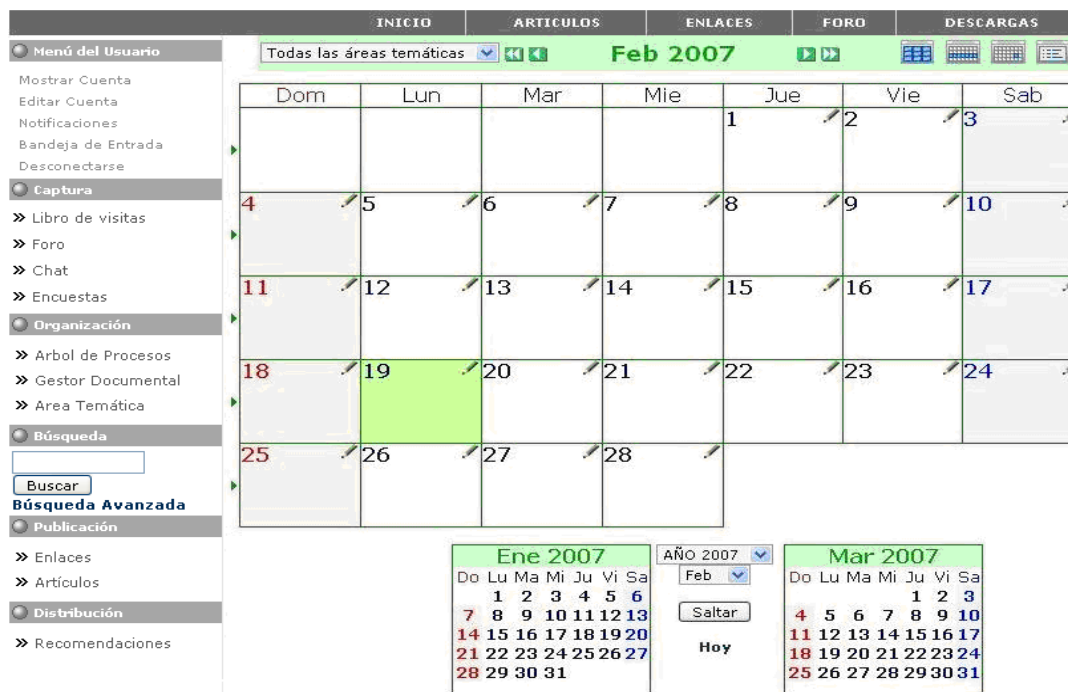 INICIO ARTICULOS ENLACES FORO DESCARGAS
Menú del Usuario
Mostrar Cuenta
Editar Cuenta
Notificaciones
Bandeja de Entrada
Desconectarse
Captura
» Libro de visitas
» Foro
» Chat
» Encuestas
Organización
» Arbol de Procesos
» Gestor Documental
» Area Temática
Búsqueda
Buscar
Búsqueda Avanzada
Publicación
» Enlaces
» Artículos
Distribución
» Recomendaciones
Todas las áreas temáticas Feb 2007
Dom Lun Mar Mie Jue Vie Sab
1 2 3
4 5 6 7 8 9 10
11 12 13 14 15 16 17
18 19 20 21 22 23 24
25 26 27 28
Ene 2007
Do Lu Ma Mi Ju Vi Sa
1 2 3 4 5 6
7 8 9 10 11 12 13
14 15 16 17 18 19 20
21 22 23 24 25 26 27
28 29 30 31
AÑO 2007
Feb
Saltar
Hoy
Mar 2007
Do Lu Ma Mi Ju Vi Sa
1 2 3
4 5 6 7 8 9 10
11 12 13 14 15 16 17
18 19 20 21 22 23 24
25 26 27 28 29 30 31